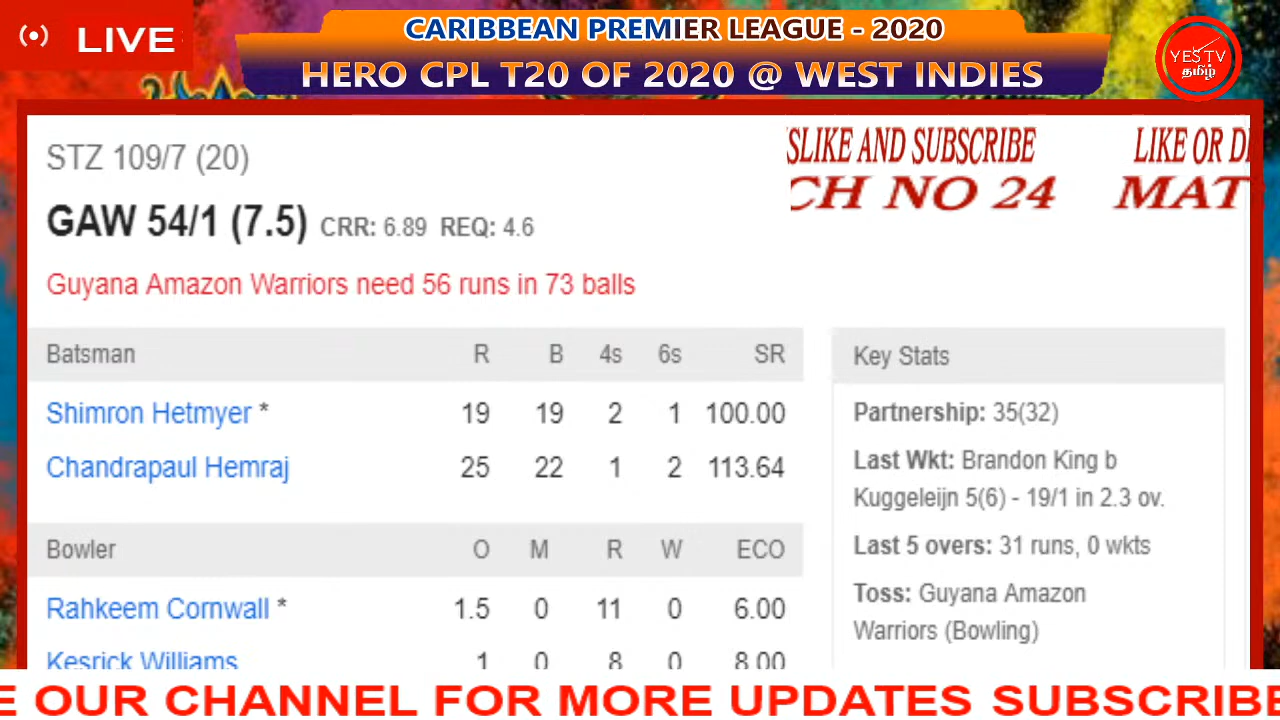 LIVE
CARIBBEAN PREMIER LEAGUE - 2020
HERO CPL T20 OF 2020 @ WEST INDIES
YES TV
தமிழ்
STZ 109/7 (20)
SLIKE AND SUBSCRIBE LIKE OR DI
CH NO 24 MAT
GAW 54/1 (7.5) CRR: 6.89 REQ: 4.6
Guyana Amazon Warriors need 56 runs in 73 balls
Batsman R B 4s 6s SR
Shimron Hetmyer * 19 19 2 1 100.00
Chandrapaul Hemraj 25 22 1 2 113.64
Bowler O M R W ECO
Rahkeem Cornwall * 1.5 0 11 0 6.00
Kesrick Williams 1 0 8 0 8.00
Key Stats
Partnership: 35(32)
Last Wkt: Brandon King b
Kuggeleijn 5(6) - 19/1 in 2.3 ov.
Last 5 overs: 31 runs, 0 wkts
Toss: Guyana Amazon
Warriors (Bowling)
E OUR CHANNEL FOR MORE UPDATES SUBSCRIBE